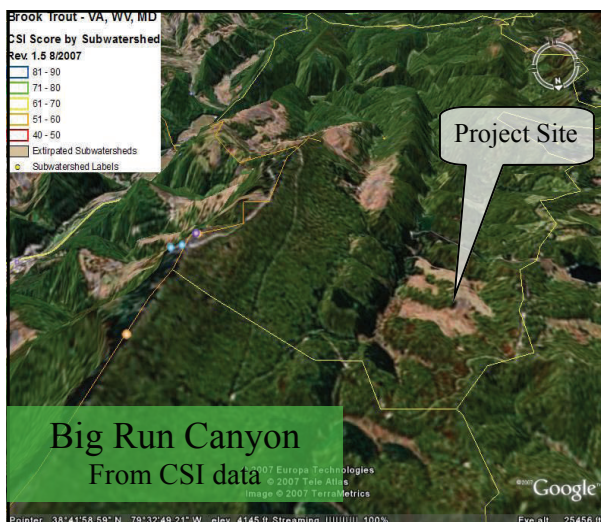 Brook Trout - VA, WV, MD
CSI Score by Subwatershed
Rev. 1.5 8/2007
81 - 90
71 - 80
61 - 70
51 - 60
40 - 50
Extirpated Subwatersheds
Subwatershed Labels
N
Project Site
Big Run Canyon
From CSI data
©2007 Europa Technologies
© 2007 Tele Atlas
Image © 2007 TerraMetrics
©2007 Google™
Pointer 38°41'58.59" N 79°32'49.21" W elev 4145 ft Streaming ||||||||| 100% Eye alt 25456 ft